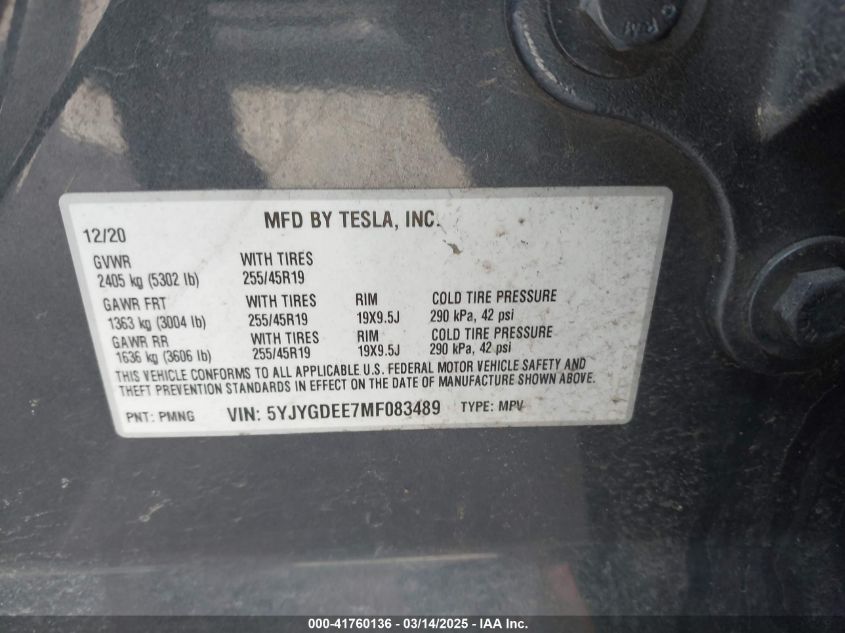 CRM
12/20 MFD BY TESLA, INC.
GVWR WITH TIRES
2405 kg (5302 lb) 255/45R19
GAWR FRT WITH TIRES RIM COLD TIRE PRESSURE
1363 kg (3004 lb) 255/45R19 19X9.5J 290 kPa, 42 psi
GAWR RR WITH TIRES RIM COLD TIRE PRESSURE
1636 kg (3606 lb) 255/45R19 19X9.5J 290 kPa, 42 psi
THIS VEHICLE CONFORMS TO ALL APPLICABLE U.S. FEDERAL MOTOR VEHICLE SAFETY AND
THEFT PREVENTION STANDARDS IN EFFECT ON THE DATE OF MANUFACTURE SHOWN ABOVE.
PNT: PMNG VIN: 5YJYGDEE7MF083489 TYPE: MPV
000-41760136 - 03/14/2025 - IAA Inc.